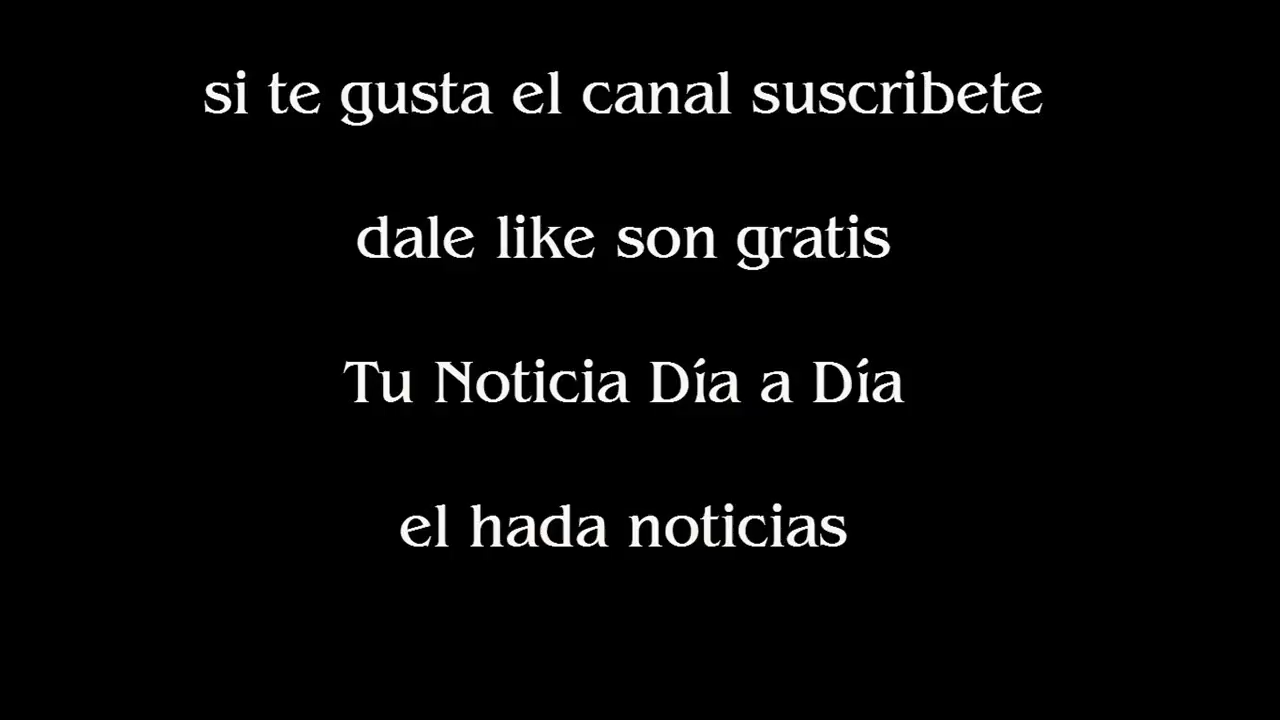 si te gusta el canal suscribete
dale like son gratis
Tu Noticia Día a Día
el hada noticias